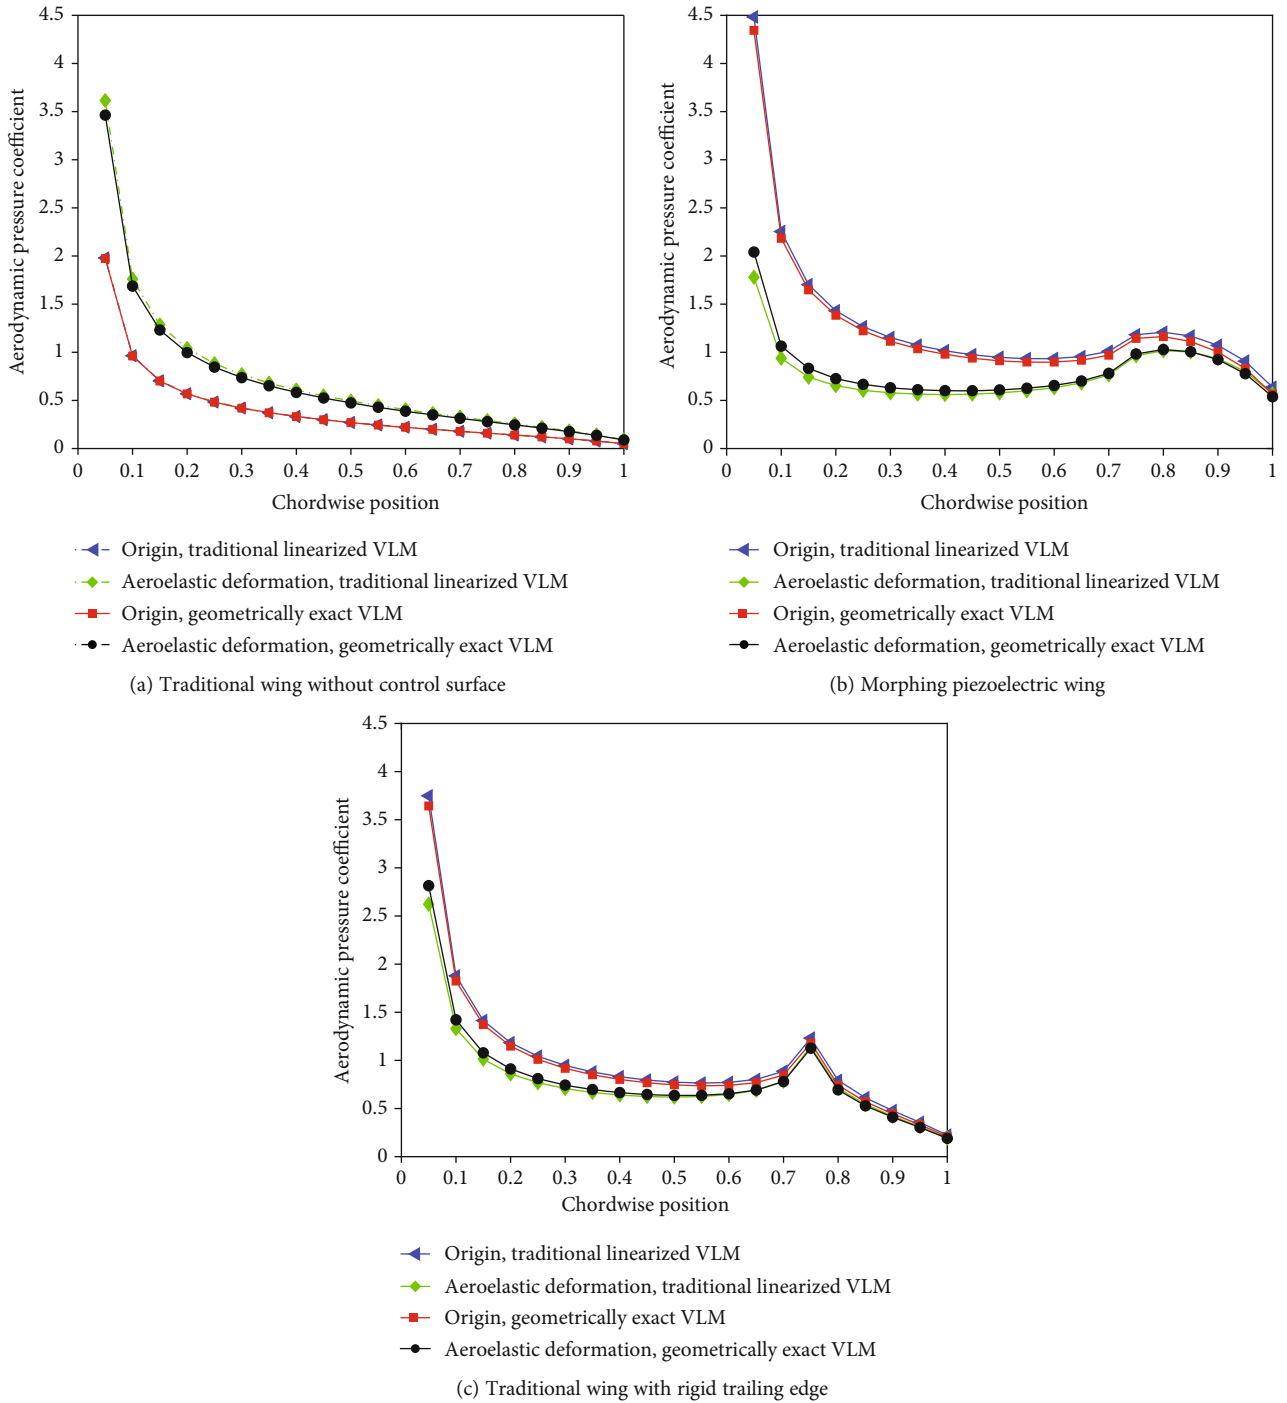 4.5
4
3.5
3
2.5
2
1.5
1
0.5
0
Aerodynamic pressure coefficient
0 0.1 0.2 0.3 0.4 0.5 0.6 0.7 0.8 0.9 1
Chordwise position
Origin, traditional linearized VLM
Aeroelastic deformation, traditional linearized VLM
Origin, geometrically exact VLM
Aeroelastic deformation, geometrically exact VLM
(a) Traditional wing without control surface
4.5
4
3.5
3
2.5
2
1.5
1
0.5
0
Aerodynamic pressure coefficient
0 0.1 0.2 0.3 0.4 0.5 0.6 0.7 0.8 0.9 1
Chordwise position
Origin, traditional linearized VLM
Aeroelastic deformation, traditional linearized VLM
Origin, geometrically exact VLM
Aeroelastic deformation, geometrically exact VLM
(b) Morphing piezoelectric wing
4.5
4
3.5
3
2.5
2
1.5
1
0.5
0
Aerodynamic pressure coefficient
0 0.1 0.2 0.3 0.4 0.5 0.6 0.7 0.8 0.9 1
Chordwise position
Origin, traditional linearized VLM
Aeroelastic deformation, traditional linearized VLM
Origin, geometrically exact VLM
Aeroelastic deformation, geometrically exact VLM
(c) Traditional wing with rigid trailing edge